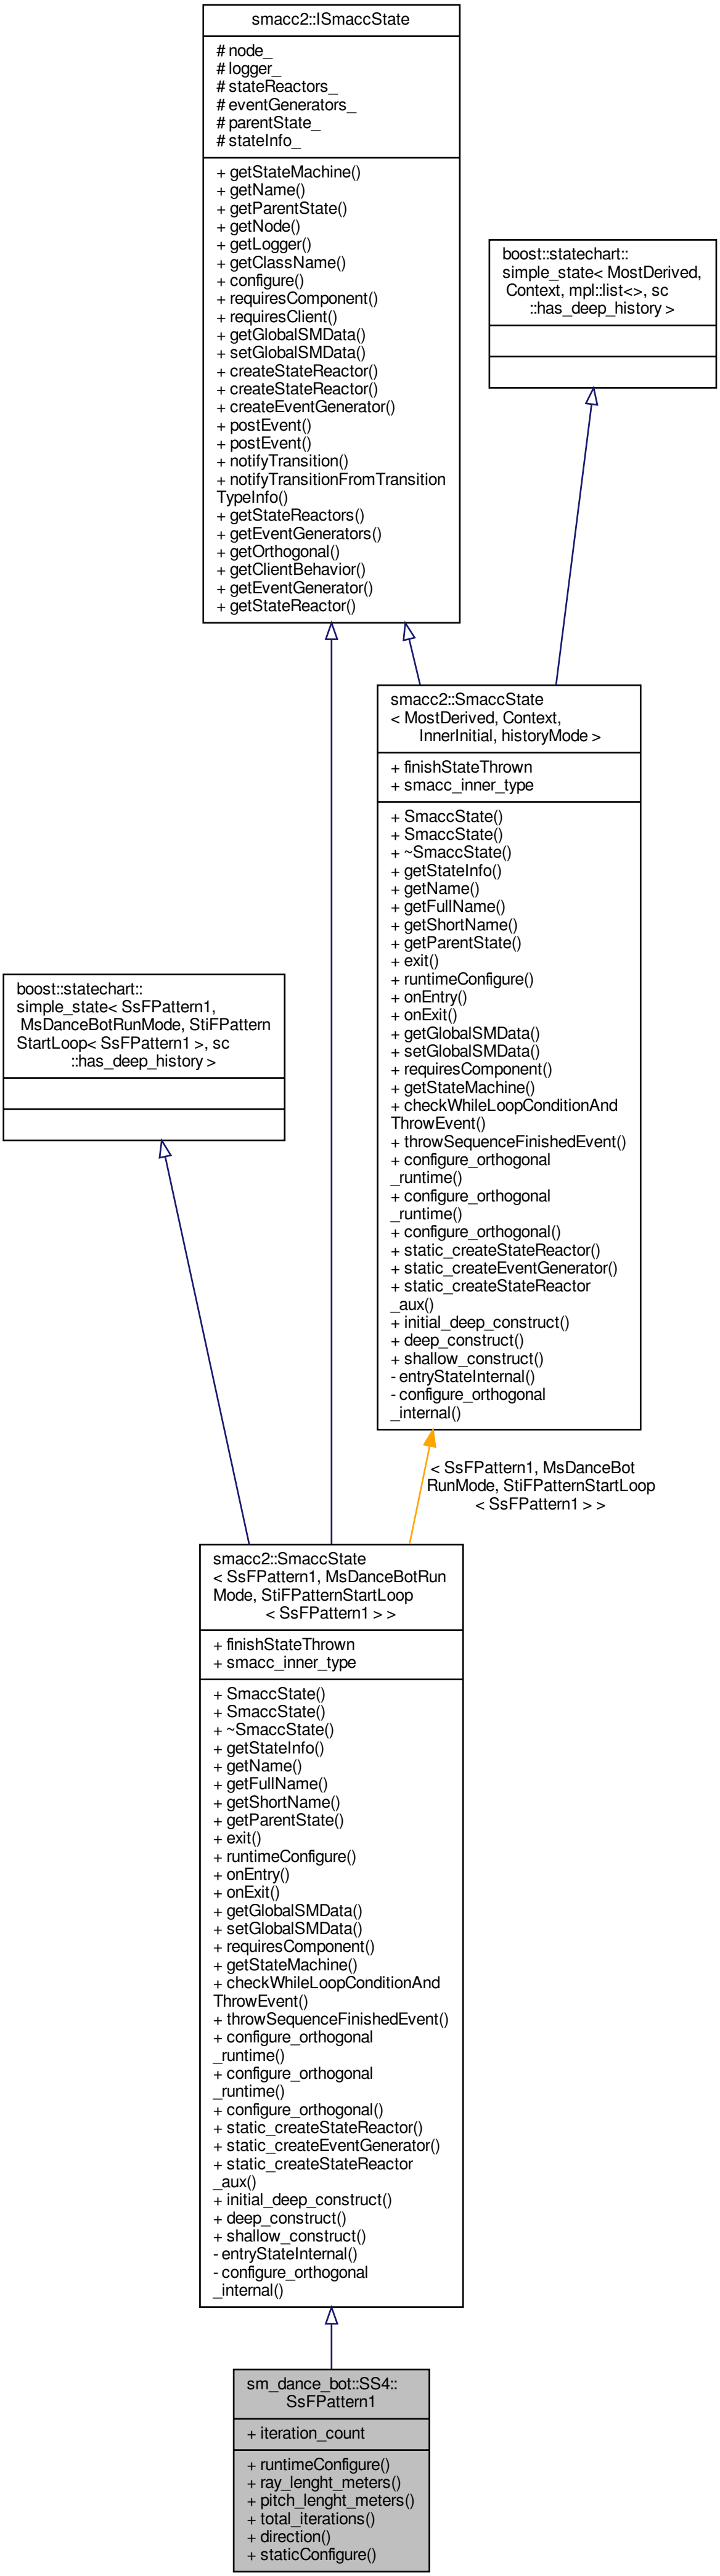 smacc2::ISmaccState
# node_
# logger_
# stateReactors_
# eventGenerators_
# parentState_
# stateInfo_
+ getStateMachine()
+ getName()
+ getParentState()
+ getNode()
+ getLogger()
+ getClassName()
+ configure()
+ requiresComponent()
+ requiresClient()
+ getGlobalSMData()
+ setGlobalSMData()
+ createStateReactor()
+ createStateReactor()
+ createEventGenerator()
+ postEvent()
+ postEvent()
+ notifyTransition()
+ notifyTransitionFromTransition
TypeInfo()
+ getStateReactors()
+ getEventGenerators()
+ getOrthogonal()
+ getClientBehavior()
+ getEventGenerator()
+ getStateReactor()
boost::statechart::
simple_state< MostDerived,
Context, mpl::list<>, sc
::has_deep_history >
smacc2::SmaccState
< MostDerived, Context,
InnerInitial, historyMode >
+ finishStateThrown
+ smacc_inner_type
+ SmaccState()
+ SmaccState()
+ ~SmaccState()
+ getStateInfo()
+ getName()
+ getFullName()
+ getShortName()
+ getParentState()
+ exit()
+ runtimeConfigure()
+ onEntry()
+ onExit()
+ getGlobalSMData()
+ setGlobalSMData()
+ requiresComponent()
+ getStateMachine()
+ checkWhileLoopConditionAnd
ThrowEvent()
+ throwSequenceFinishedEvent()
+ configure_orthogonal
_runtime()
+ configure_orthogonal
_runtime()
+ configure_orthogonal()
+ static_createStateReactor()
+ static_createEventGenerator()
+ static_createStateReactor
_aux()
+ initial_deep_construct()
+ deep_construct()
+ shallow_construct()
- entryStateInternal()
- configure_orthogonal
_internal()
boost::statechart::
simple_state< SsFPattern1,
MsDanceBotRunMode, StiFPattern
StartLoop< SsFPattern1 >, sc
::has_deep_history >
< SsFPattern1, MsDanceBot
RunMode, StiFPatternStartLoop
< SsFPattern1 > >
smacc2::SmaccState
< SsFPattern1, MsDanceBotRun
Mode, StiFPatternStartLoop
< SsFPattern1 > >
+ finishStateThrown
+ smacc_inner_type
+ SmaccState()
+ SmaccState()
+ ~SmaccState()
+ getStateInfo()
+ getName()
+ getFullName()
+ getShortName()
+ getParentState()
+ exit()
+ runtimeConfigure()
+ onEntry()
+ onExit()
+ getGlobalSMData()
+ setGlobalSMData()
+ requiresComponent()
+ getStateMachine()
+ checkWhileLoopConditionAnd
ThrowEvent()
+ throwSequenceFinishedEvent()
+ configure_orthogonal
_runtime()
+ configure_orthogonal
_runtime()
+ configure_orthogonal()
+ static_createStateReactor()
+ static_createEventGenerator()
+ static_createStateReactor
_aux()
+ initial_deep_construct()
+ deep_construct()
+ shallow_construct()
- entryStateInternal()
- configure_orthogonal
_internal()
sm_dance_bot::SS4::
SsFPattern1
+ iteration_count
+ runtimeConfigure()
+ ray_lenght_meters()
+ pitch_lenght_meters()
+ total_iterations()
+ direction()
+ staticConfigure()